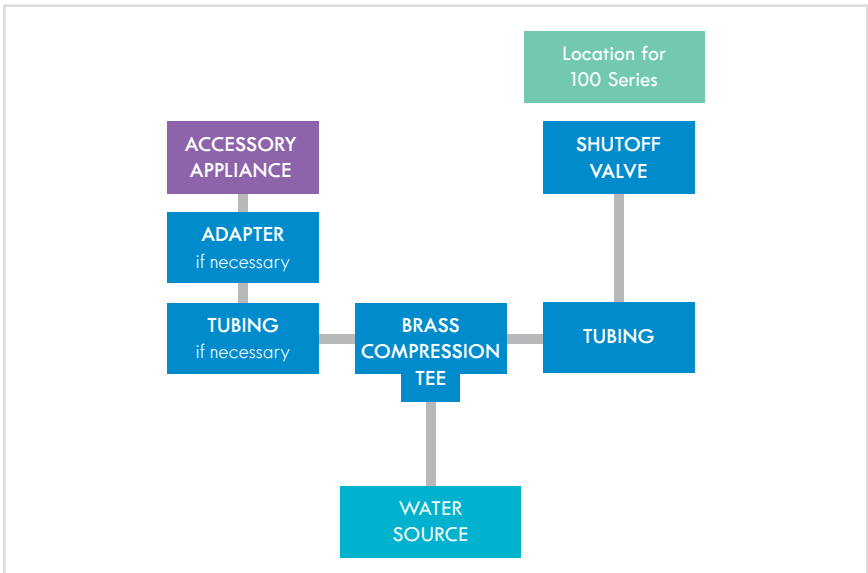 Location for
100 Series
ACCESSORY
APPLIANCE
SHUTOFF
VALVE
ADAPTER
if necessary
TUBING
if necessary
BRASS
COMPRESSION
TEE
TUBING
WATER
SOURCE